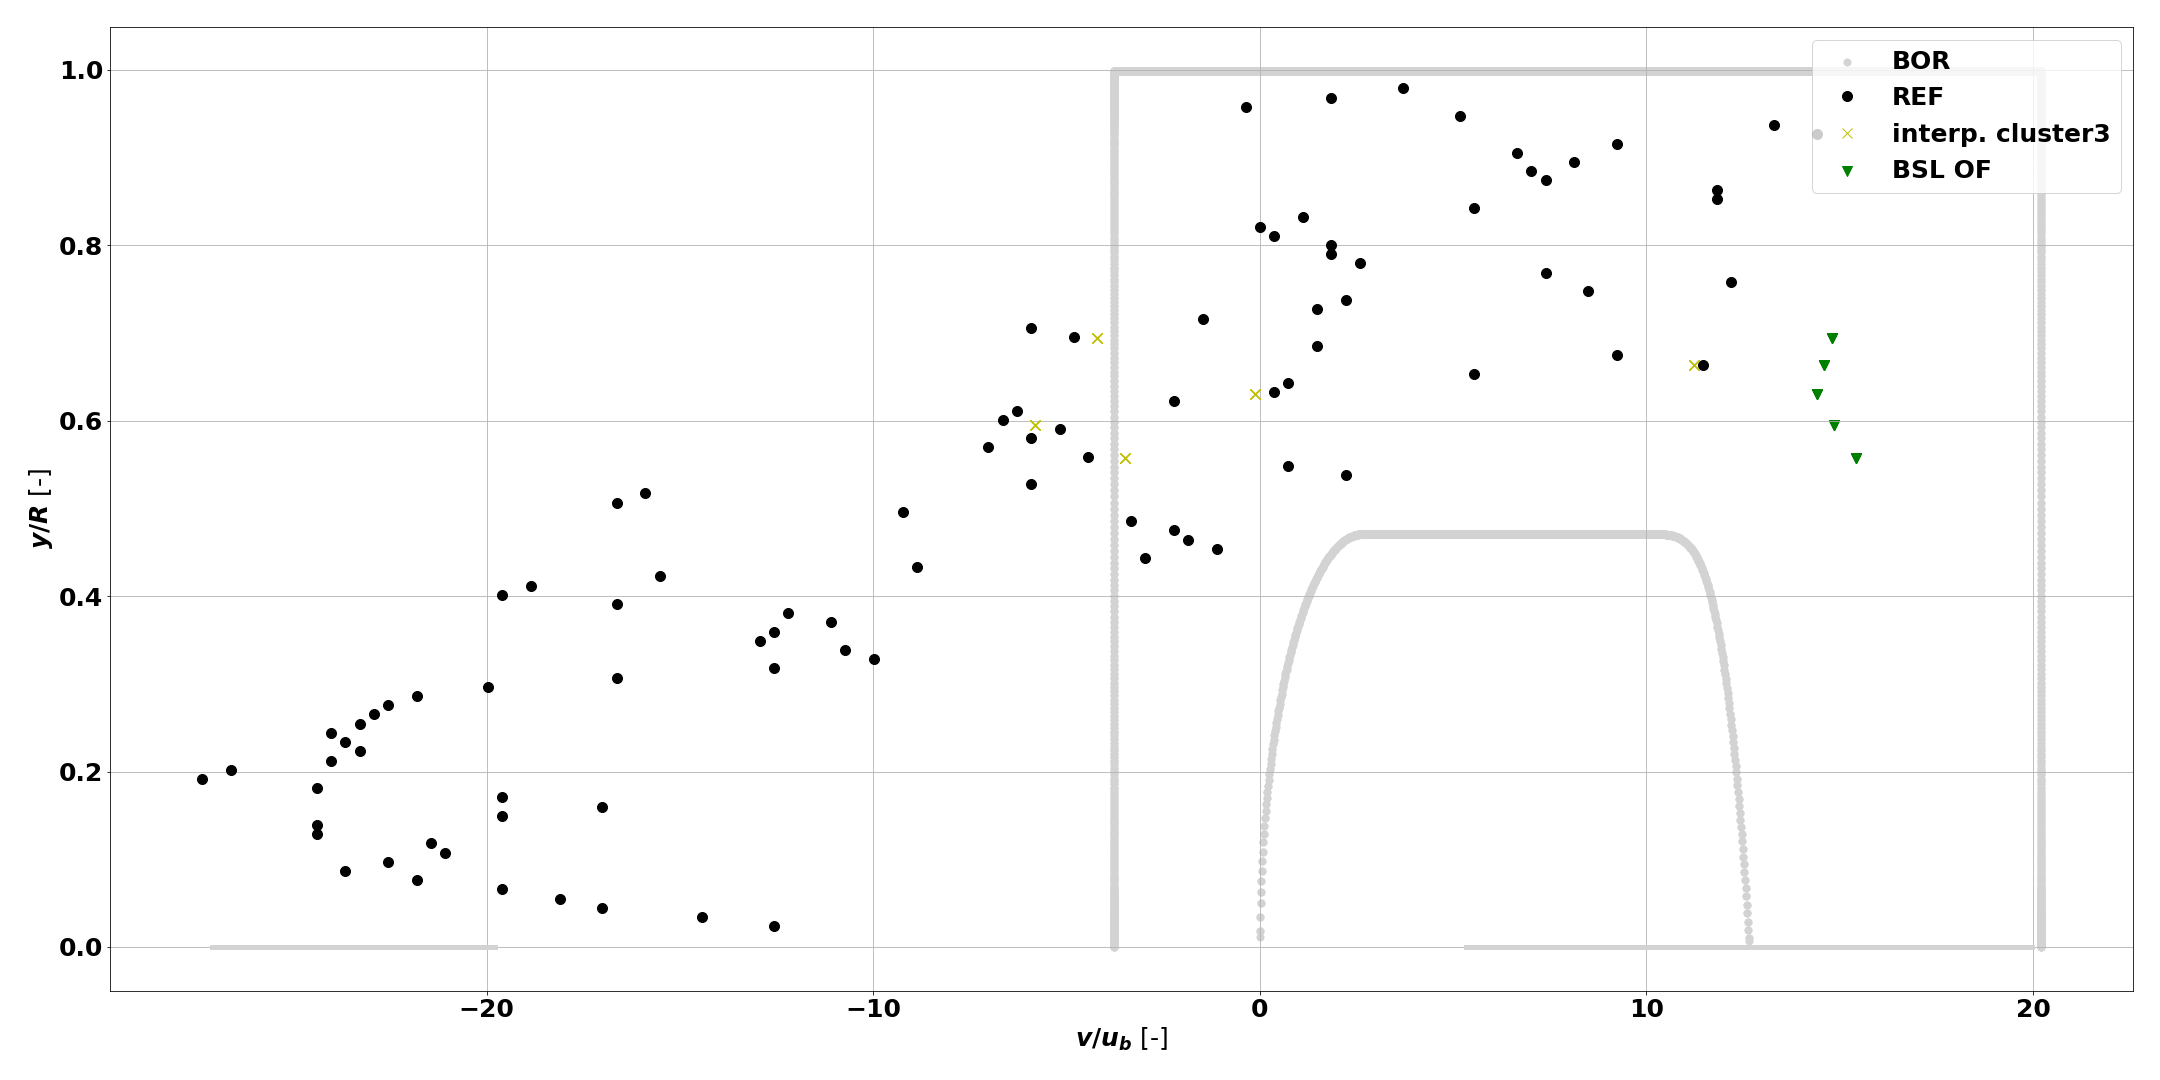 1.0
0.8
0.6
0.4
0.2
0.0
y/R [-]
−20 −10 0 10 20
v/u_b [-]
BOR
REF
interp. cluster3
BSL OF